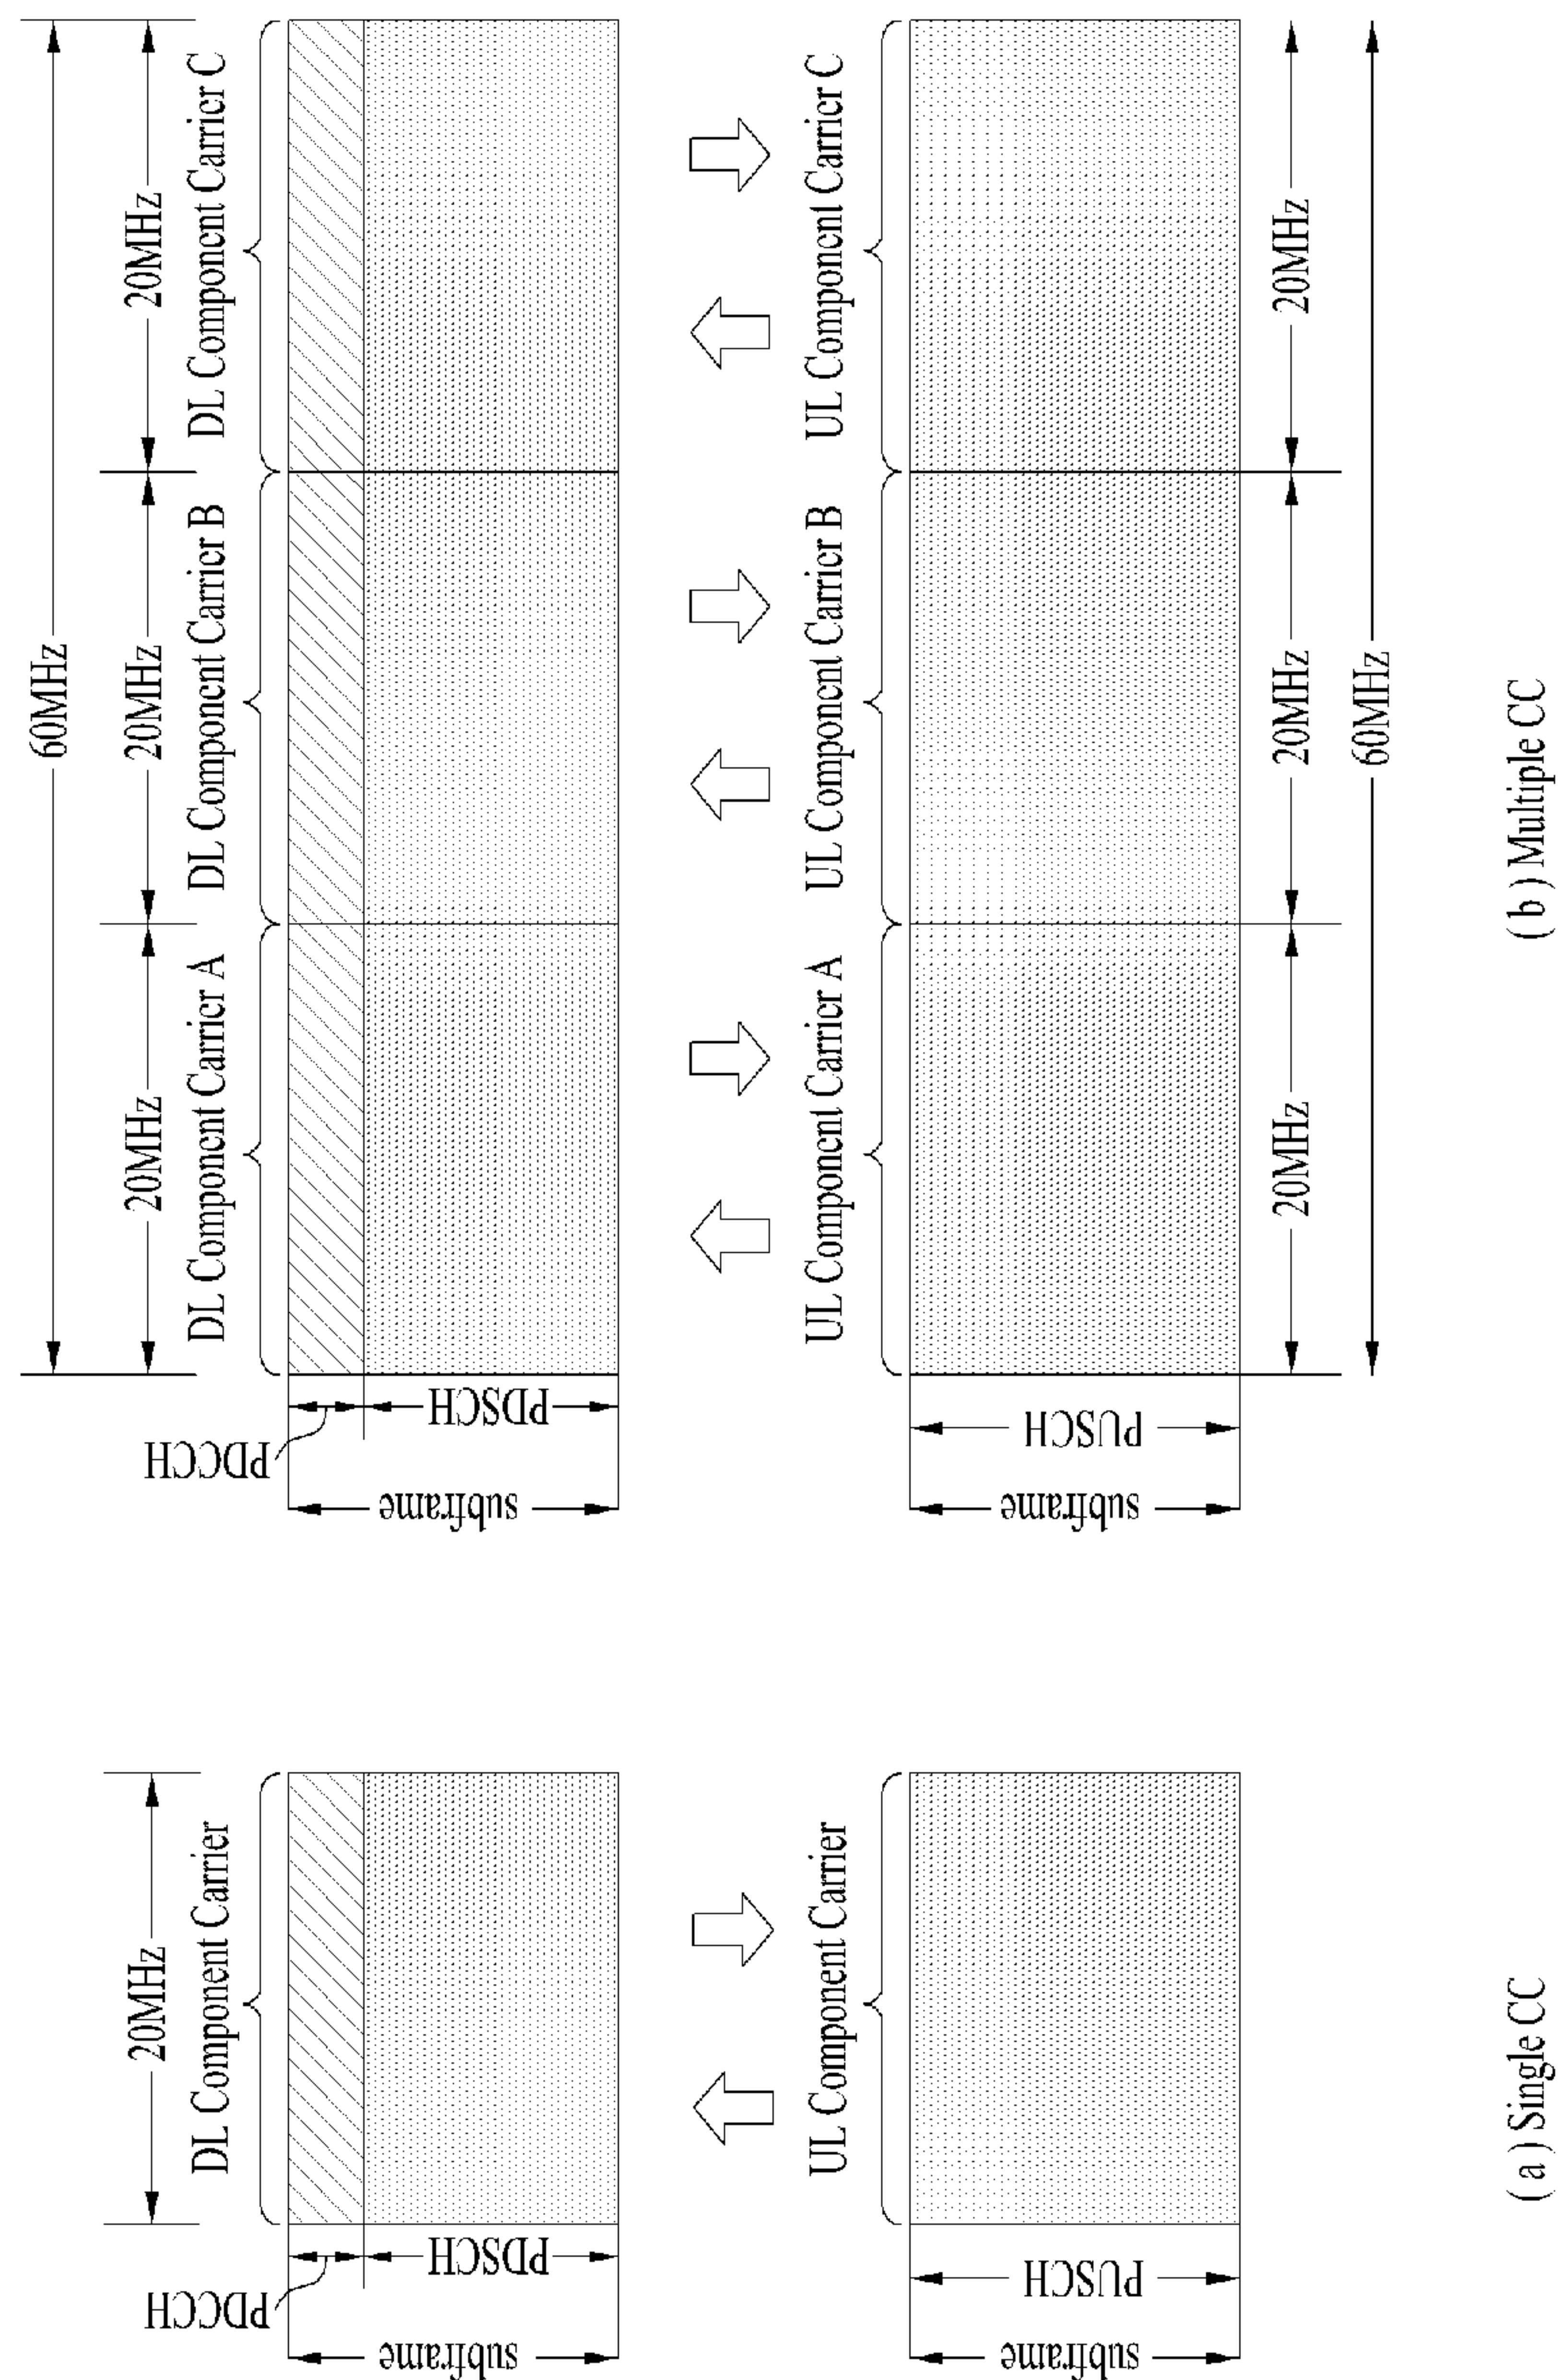 20MHz
DL Component Carrier
PDCCH
PDSCH
subframe
UL Component Carrier
PUSCH
subframe
( a ) Single CC
60MHz
20MHz
20MHz
20MHz
DL Component Carrier A
DL Component Carrier B
DL Component Carrier C
PDCCH
PDSCH
subframe
UL Component Carrier A
UL Component Carrier B
UL Component Carrier C
PUSCH
subframe
20MHz
20MHz
20MHz
60MHz
( b ) Multiple CC